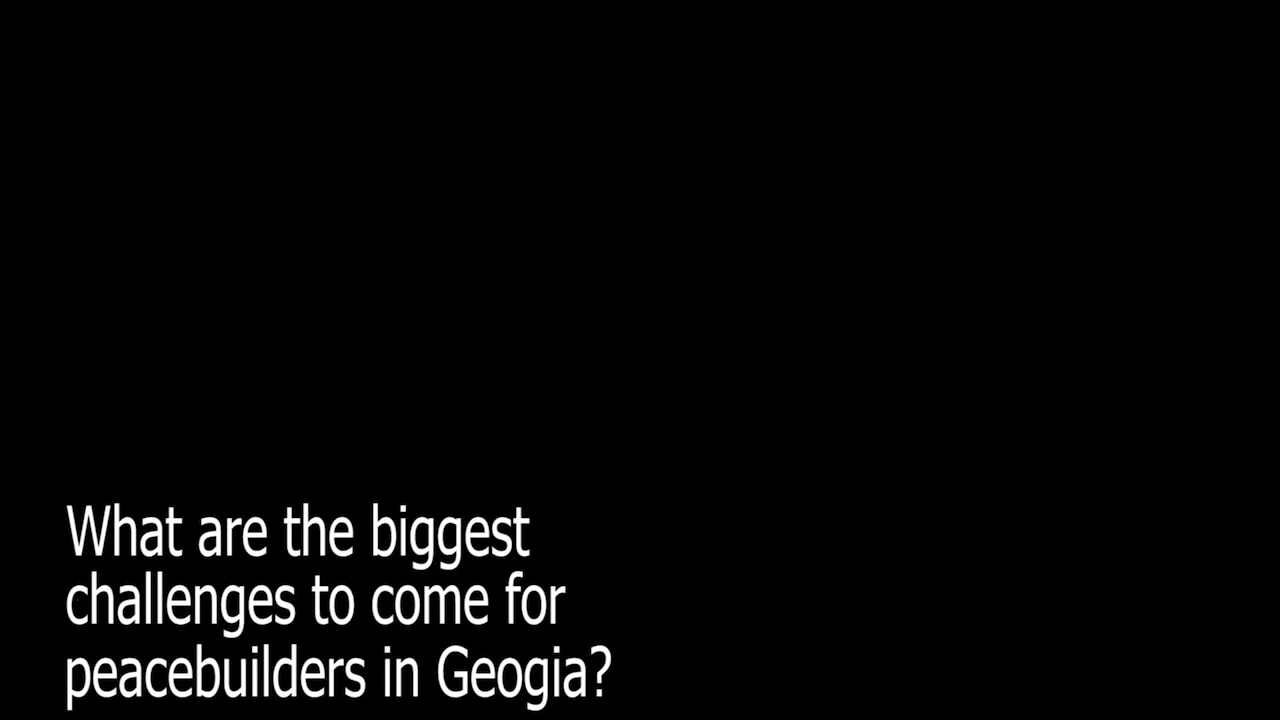 What are the biggest
challenges to come for
peacebuilders in Geogia?